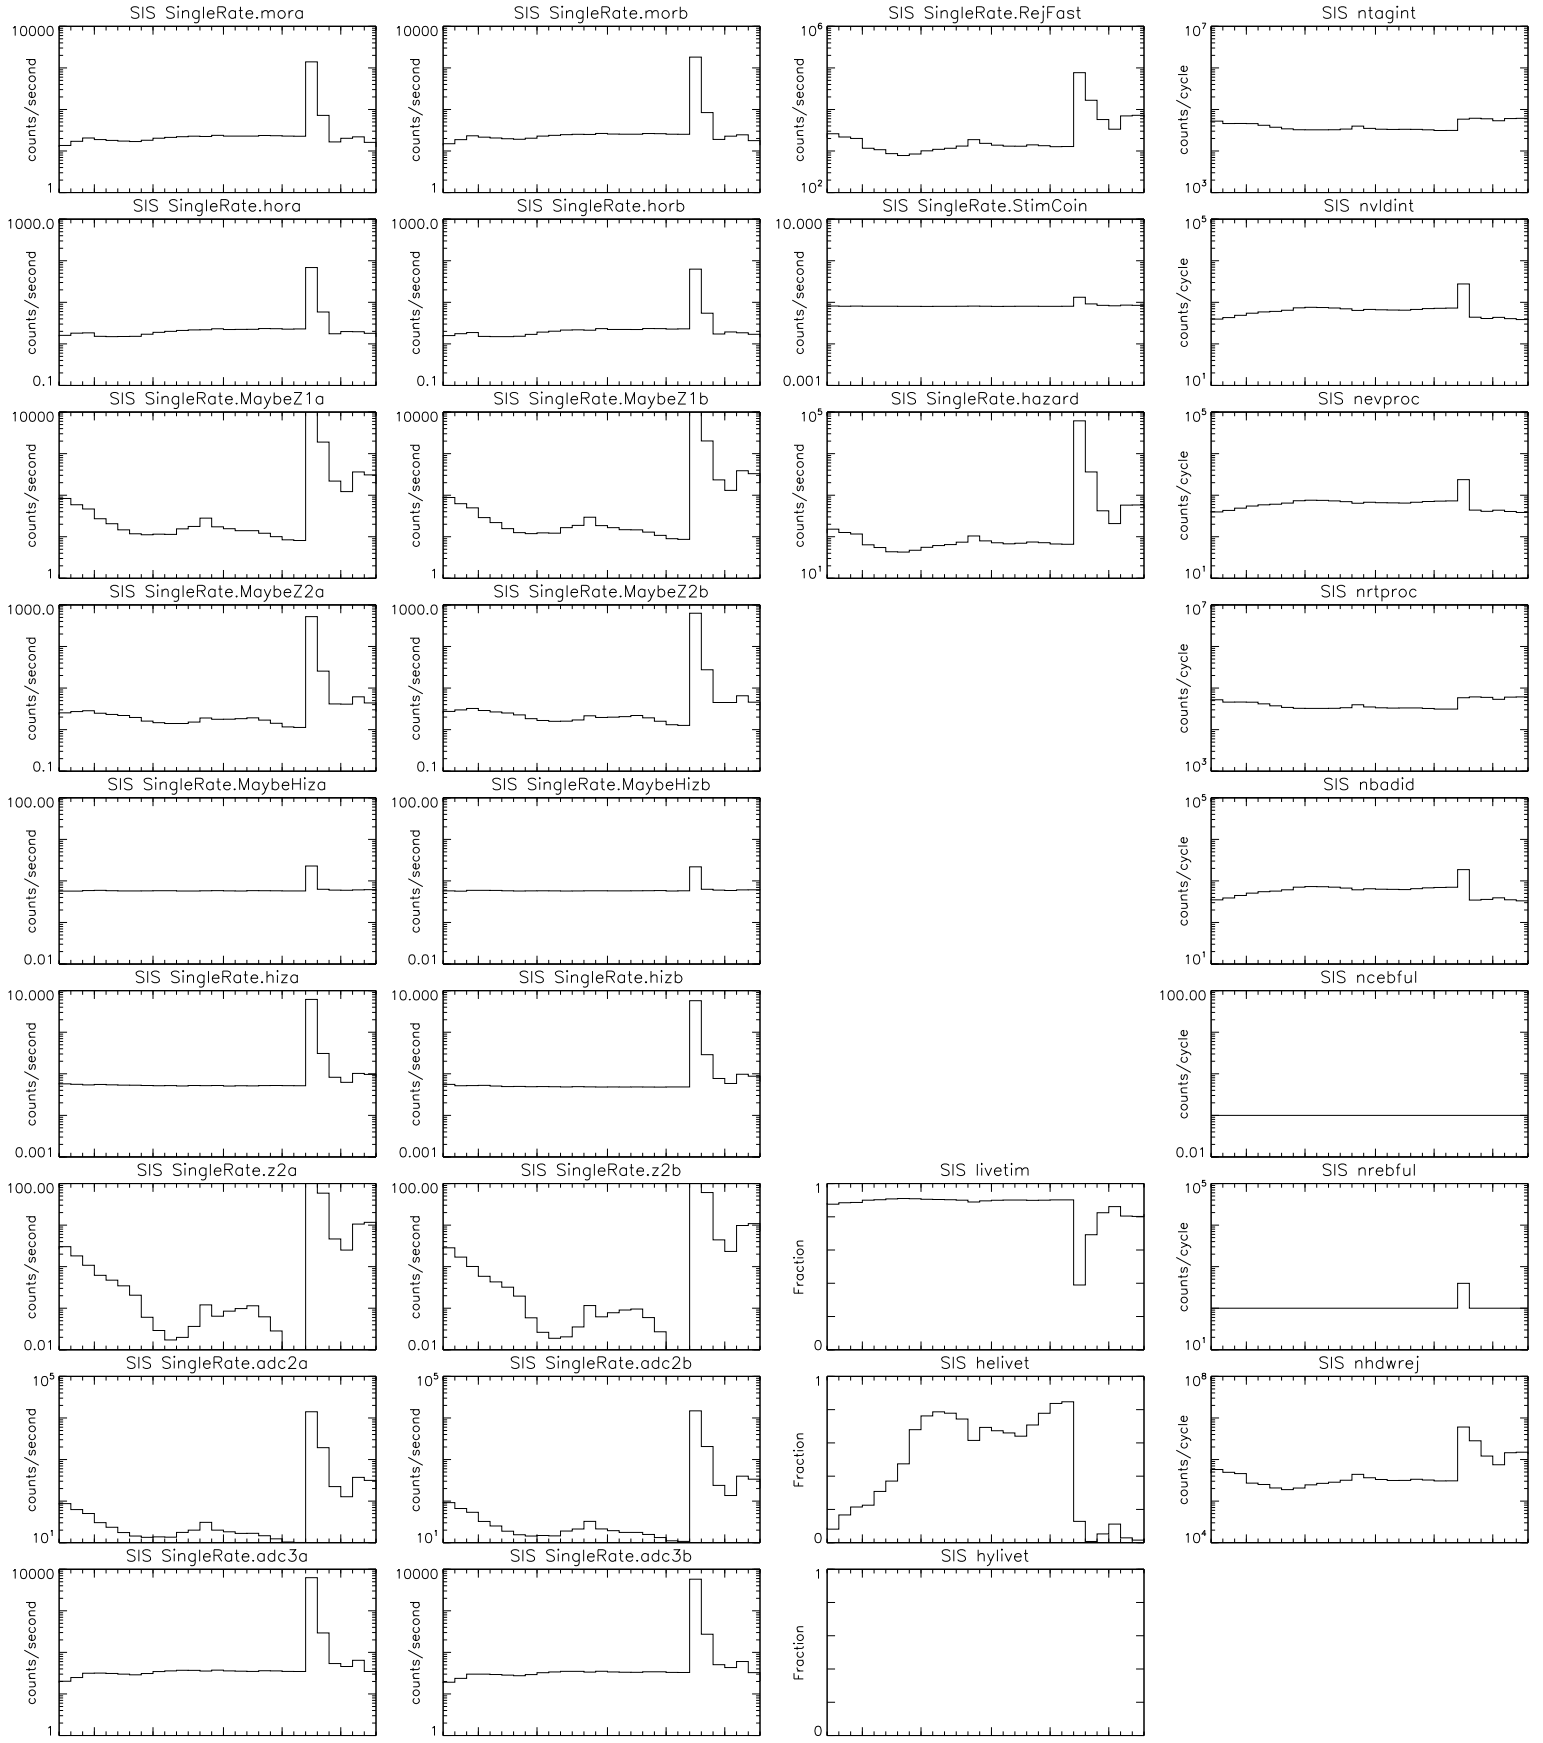 SIS SingleRate.mora
10000
counts/second
1
SIS SingleRate.morb
10000
counts/second
1
SIS SingleRate.RejFast
10⁶
counts/second
10²
SIS ntagint
10⁷
counts/cycle
10³
SIS SingleRate.hora
1000.0
counts/second
0.1
SIS SingleRate.horb
1000.0
counts/second
0.1
SIS SingleRate.StimCoin
10.000
counts/second
0.001
SIS nvldint
10⁵
counts/cycle
10¹
SIS SingleRate.MaybeZ1a
10000
counts/second
1
SIS SingleRate.MaybeZ1b
10000
counts/second
1
SIS SingleRate.hazard
10⁵
counts/second
10¹
SIS nevproc
10⁵
counts/cycle
10¹
SIS SingleRate.MaybeZ2a
1000.0
counts/second
0.1
SIS SingleRate.MaybeZ2b
1000.0
counts/second
0.1
SIS nrtproc
10⁷
counts/cycle
10³
SIS SingleRate.MaybeHiza
100.00
counts/second
0.01
SIS SingleRate.MaybeHizb
100.00
counts/second
0.01
SIS nbadid
10⁵
counts/cycle
10¹
SIS SingleRate.hiza
10.000
counts/second
0.001
SIS SingleRate.hizb
10.000
counts/second
0.001
SIS ncebful
100.00
counts/cycle
0.01
SIS SingleRate.z2a
100.00
counts/second
0.01
SIS SingleRate.z2b
100.00
counts/second
0.01
SIS livetim
1
Fraction
0
SIS nrebful
10⁵
counts/cycle
10¹
SIS SingleRate.adc2a
10⁵
counts/second
10¹
SIS SingleRate.adc2b
10⁵
counts/second
10¹
SIS helivet
1
Fraction
0
SIS nhdwrej
10⁸
counts/cycle
10⁴
SIS SingleRate.adc3a
10000
counts/second
1
SIS SingleRate.adc3b
10000
counts/second
1
SIS hylivet
1
Fraction
0